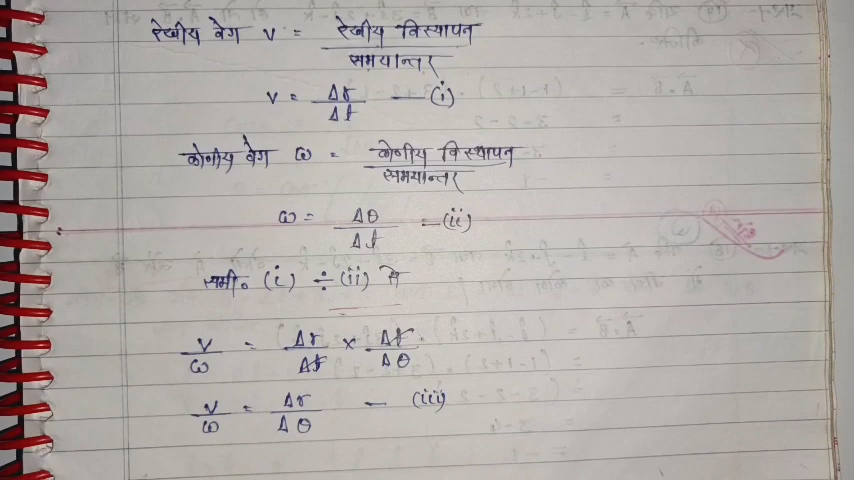 रेखीय वेग v = रेखीय विस्थापन / समयान्तर
v = Δr / Δt — (i)
कोणीय वेग ω = कोणीय विस्थापन / समयान्तर
ω = Δθ / Δt — (ii)
समी० (i) ÷ (ii) से
v / ω = Δr / Δt × Δt / Δθ
v / ω = Δr / Δθ — (iii)